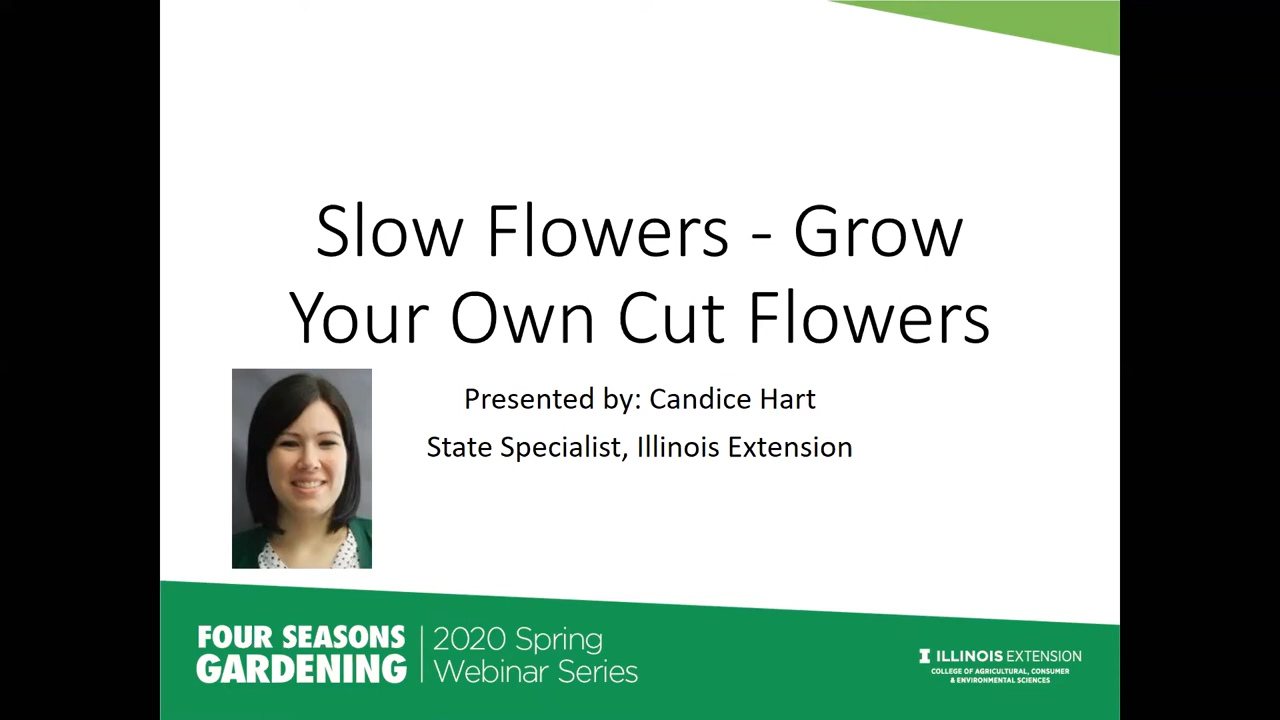 Slow Flowers - Grow
Your Own Cut Flowers
Presented by: Candice Hart
State Specialist, Illinois Extension
FOUR SEASONS
GARDENING
2020 Spring
Webinar Series
I ILLINOIS EXTENSION
COLLEGE OF AGRICULTURAL, CONSUMER
& ENVIRONMENTAL SCIENCES